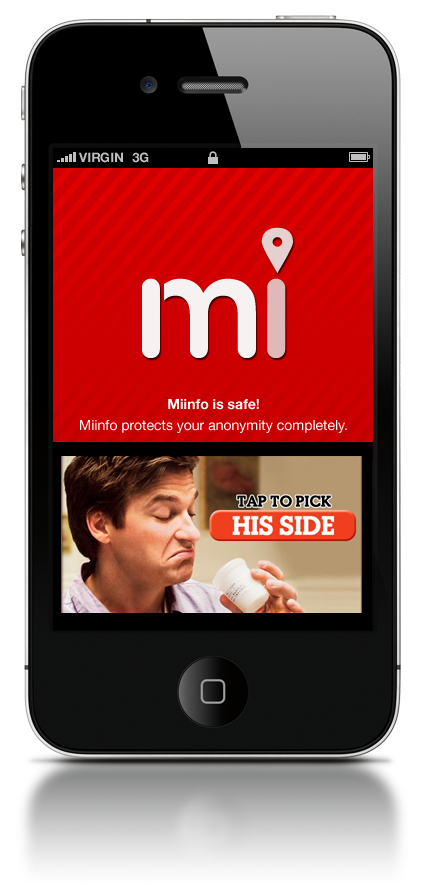 VIRGIN 3G
mi
Miinfo is safe!
Miinfo protects your anonymity completely.
TAP TO PICK
HIS SIDE